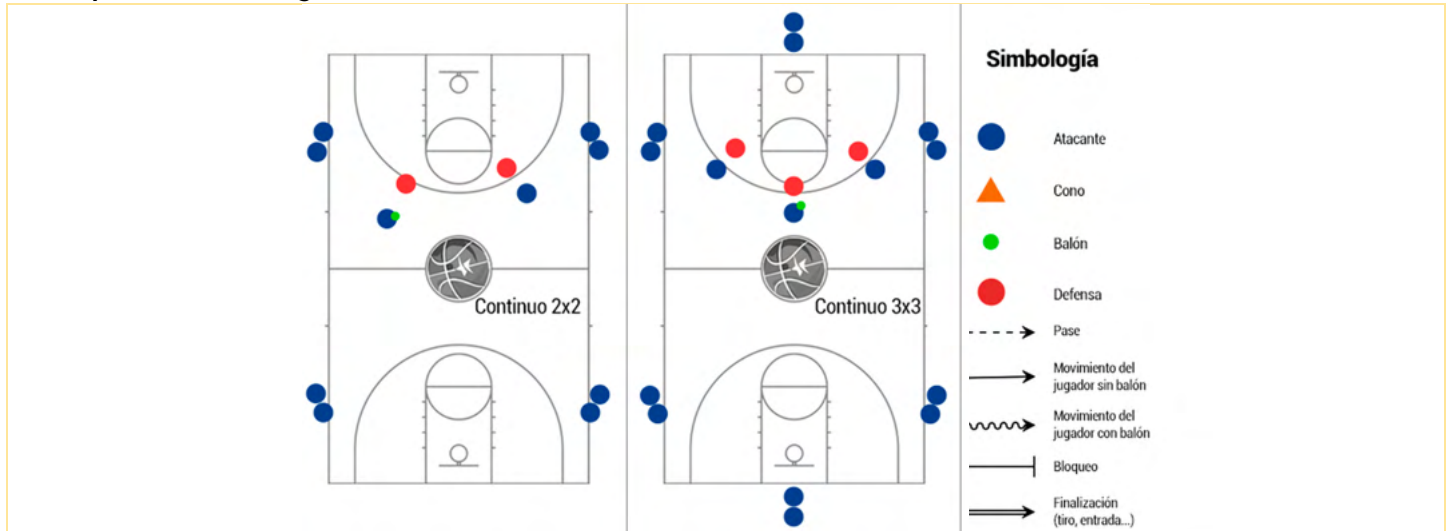 Continuo 2x2
Continuo 3x3
Simbología
Atacante
Cono
Balón
Defensa
Pase
Movimiento del
jugador sin balón
Movimiento del
jugador con balón
Bloqueo
Finalización
(tiro, entrada...)